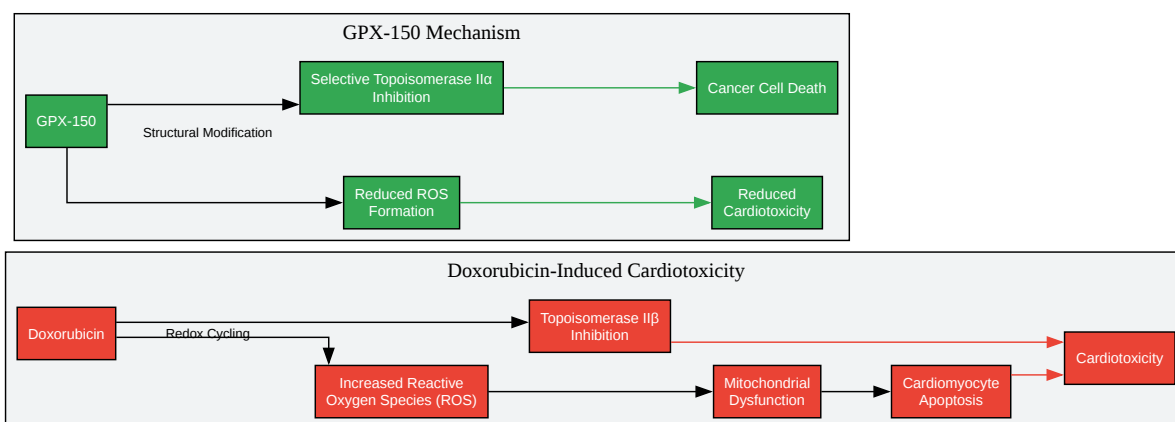 GPX-150 Mechanism
Selective Topoisomerase IIα
Inhibition
Cancer Cell Death
GPX-150
Structural Modification
Reduced ROS
Formation
Reduced
Cardiotoxicity
Doxorubicin-Induced Cardiotoxicity
Doxorubicin
Redox Cycling
Topoisomerase IIβ
Inhibition
Cardiotoxicity
Increased Reactive
Oxygen Species (ROS)
Mitochondrial
Dysfunction
Cardiomyocyte
Apoptosis